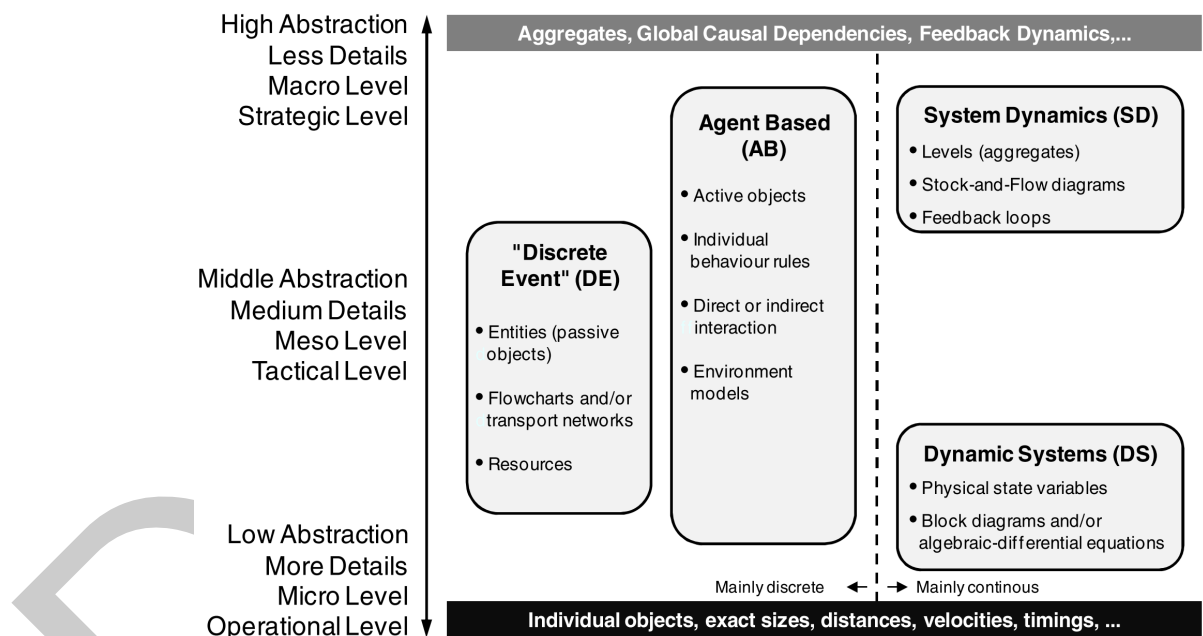 High Abstraction
Less Details
Macro Level
Strategic Level
Middle Abstraction
Medium Details
Meso Level
Tactical Level
Low Abstraction
More Details
Micro Level
Operational Level
Aggregates, Global Causal Dependencies, Feedback Dynamics,...
"Discrete
Event" (DE)
• Entities (passive
objects)
• Flowcharts and/or
transport networks
• Resources
Agent Based
(AB)
• Active objects
• Individual
behaviour rules
• Direct or indirect
interaction
• Environment
models
System Dynamics (SD)
• Levels (aggregates)
• Stock-and-Flow diagrams
• Feedback loops
Dynamic Systems (DS)
• Physical state variables
• Block diagrams and/or
algebraic-differential equations
Mainly discrete
Mainly continous
Individual objects, exact sizes, distances, velocities, timings, ...